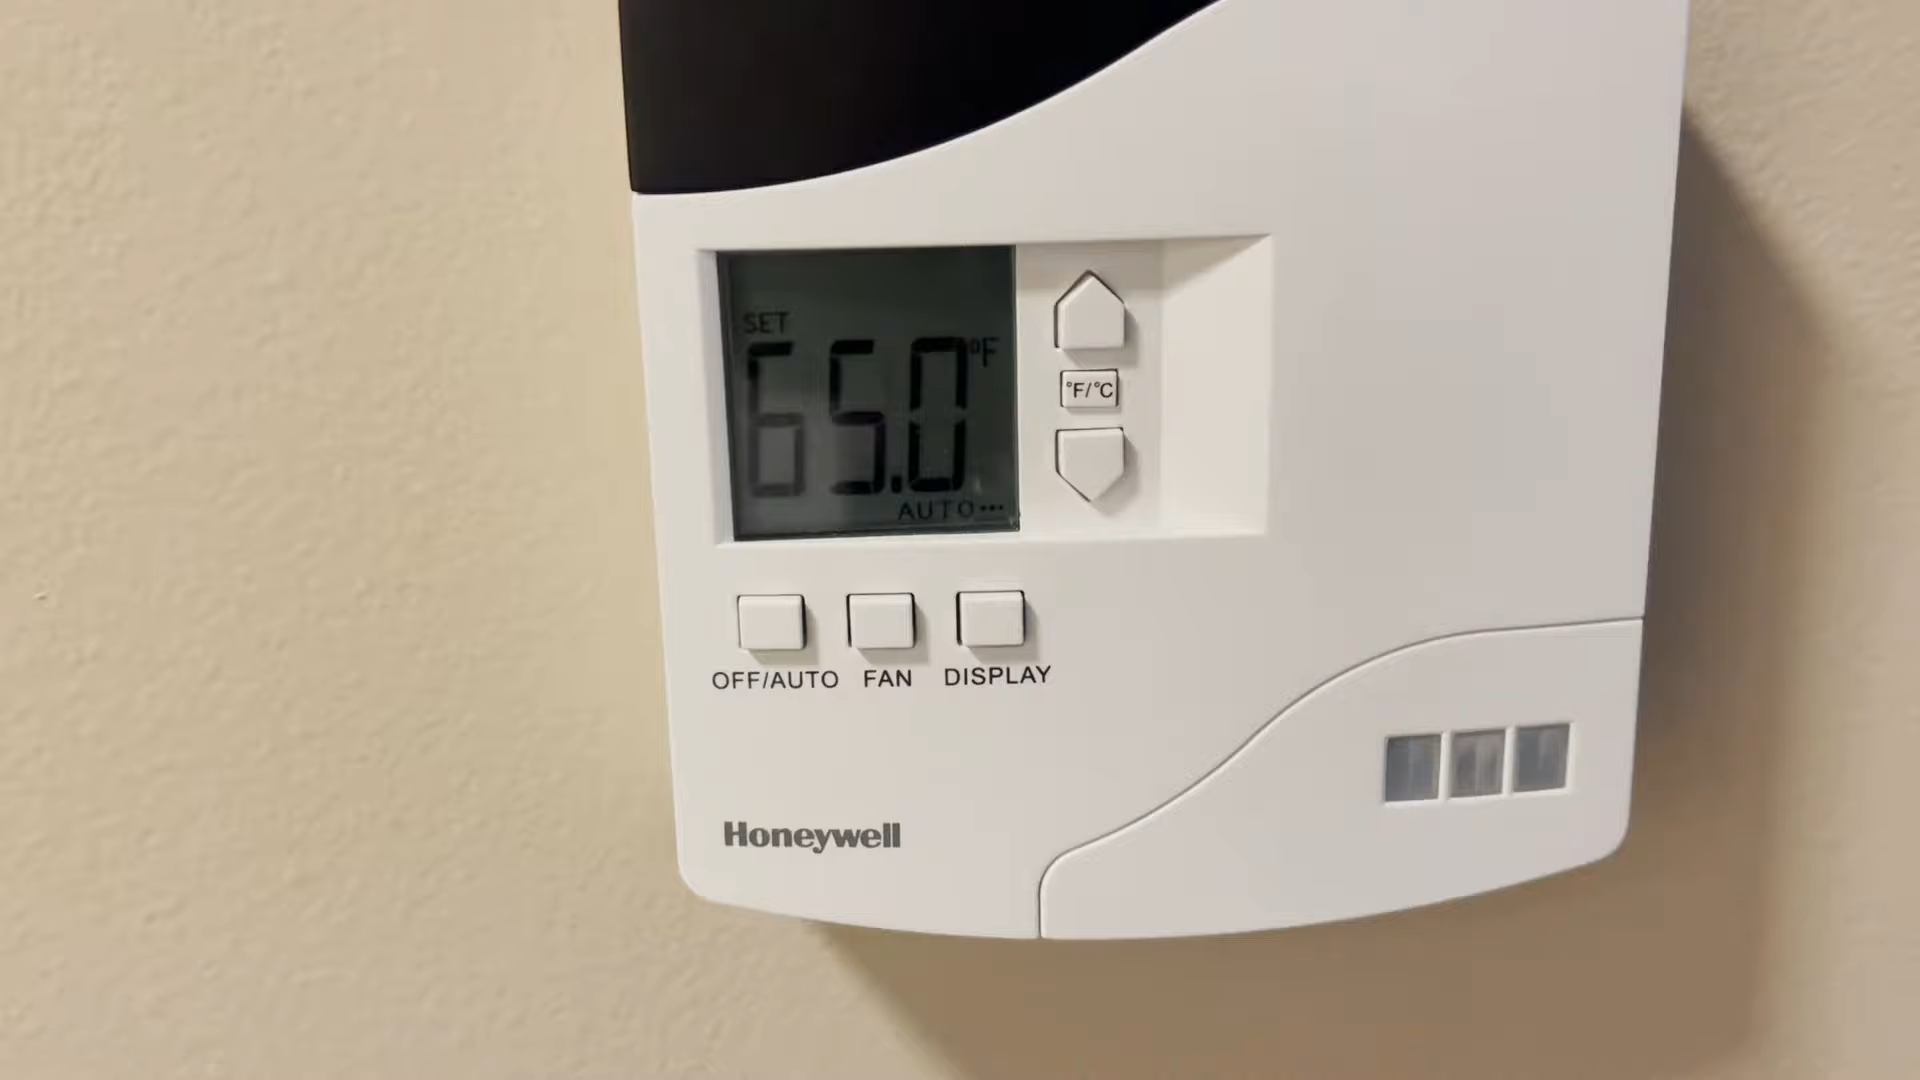 SET
65.0°F
AUTO•••
°F/°C
OFF/AUTO FAN DISPLAY
Honeywell